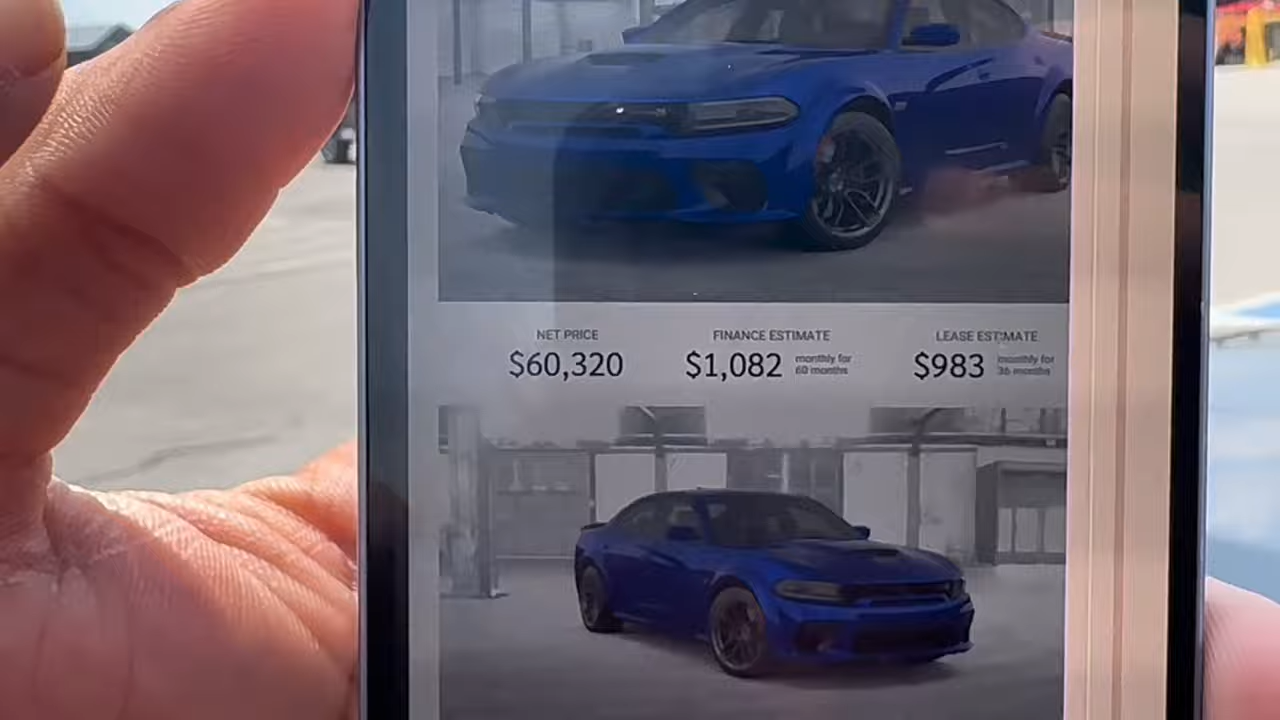 NET PRICE
$60,320
FINANCE ESTIMATE
$1,082 monthly for
60 months
LEASE ESTIMATE
$983 monthly for
36 months